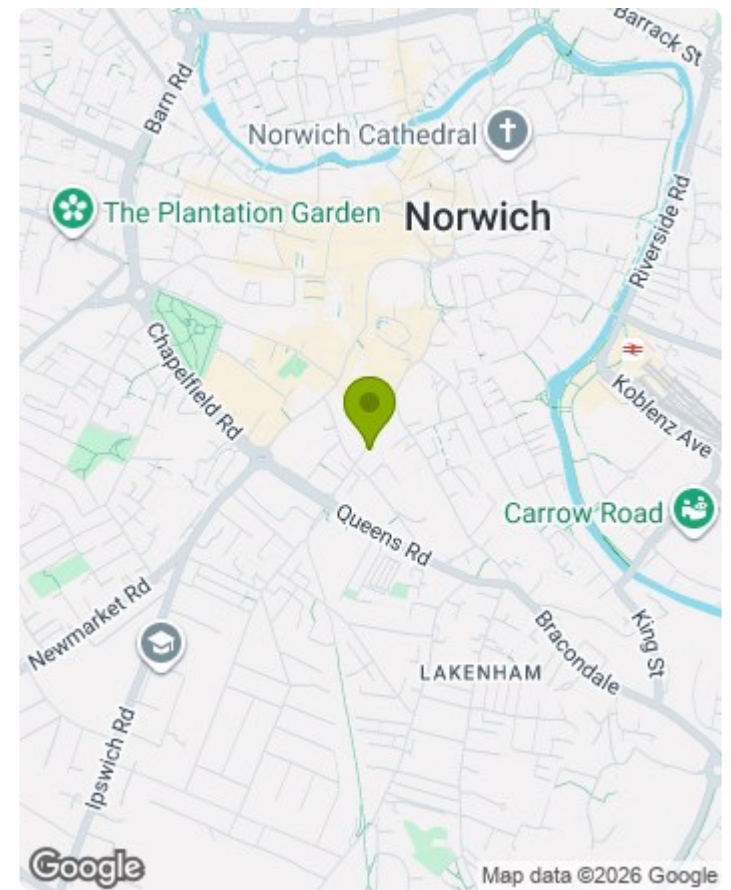 Barrack St
Barn Rd
Norwich Cathedral
The Plantation Garden
Norwich
Riverside Rd
Chapelfield Rd
Koblenz Ave
Carrow Road
Queens Rd
Newmarket Rd
King St
Bracondale
LAKENHAM
Ipswich Rd
Google
Map data ©2026 Google